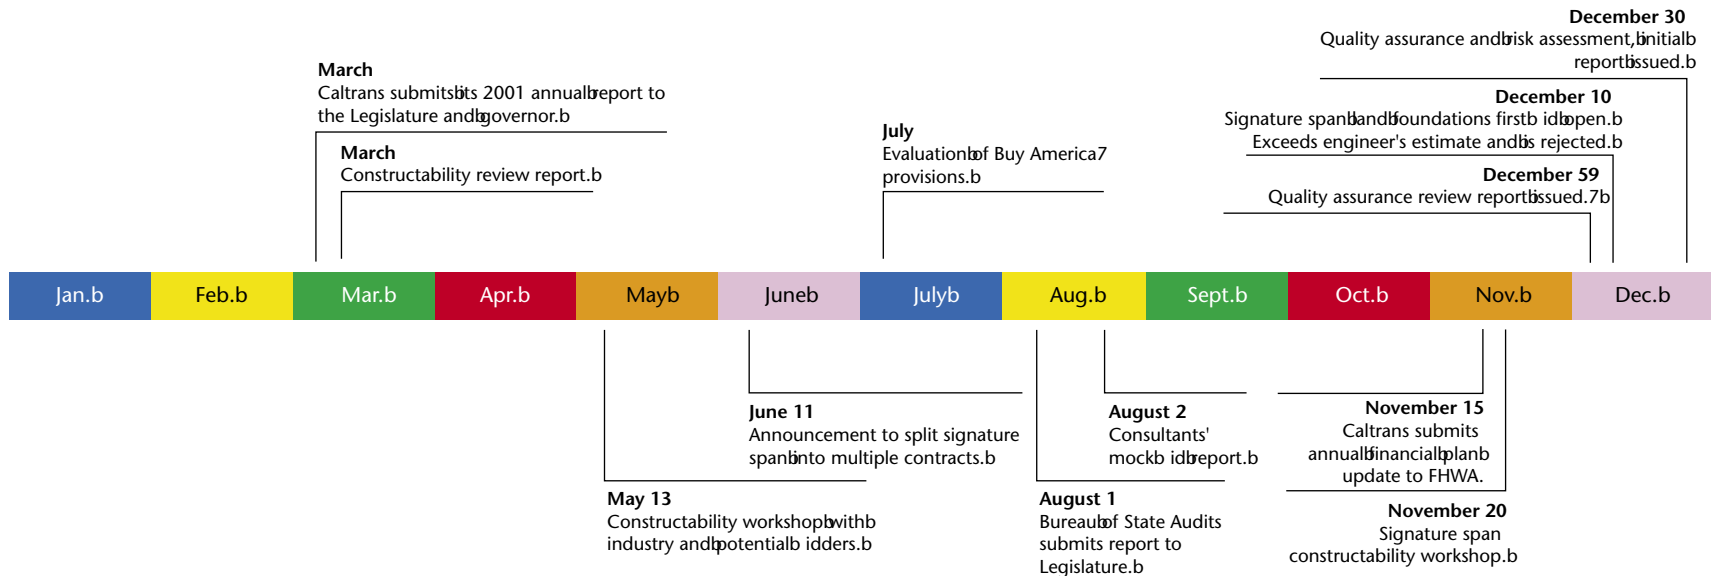 December 30
Quality assurance andbrisk assessment,binitialb
reportbissued.b
March
Caltrans submitsbits 2001 annualbreport to
the Legislature andbgovernor.b
December 10
Signature spanbandbfoundations firstb idbopen.b
Exceeds engineer's estimate andbis rejected.b
July
Evaluationbof Buy America7
provisions.b
March
Constructability review report.b
December 59
Quality assurance review reportbissued.7b
Jan.b
Feb.b
Mar.b
Apr.b
Mayb
Juneb
Julyb
Aug.b
Sept.b
Oct.b
Nov.b
Dec.b
June 11
Announcement to split signature
spanbinto multiple contracts.b
August 2
Consultants'
mockb idbreport.b
November 15
Caltrans submits
annualbfinancialbplanb
update to FHWA.
May 13
Constructability workshopbwithb
industry andbpotentialb idders.b
August 1
Bureaubof State Audits
submits report to
Legislature.b
November 20
Signature span
constructability workshop.b